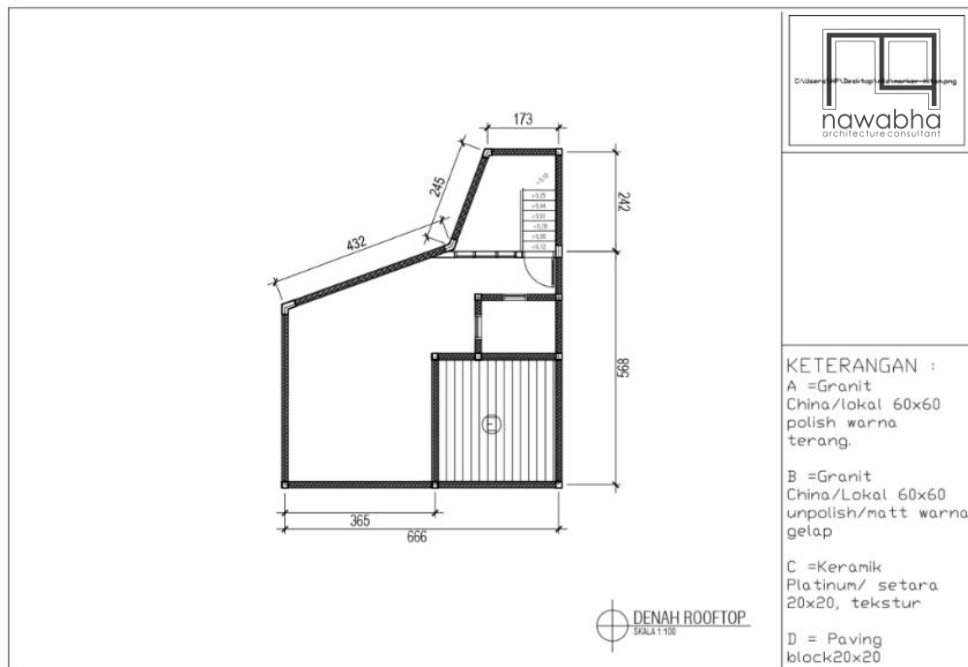 nawabha
architecture consultant
173
245
242
432
568
365
666
DENAH ROOFTOP
SKALA 1:100
KETERANGAN :
A =Granit
China/lokal 60x60
polish warna
terang.
B =Granit
China/Lokal 60x60
unpolish/matt warna
gelap
C =Keramik
Platinum/ setara
20x20, tekstur
D = Paving
block20x20